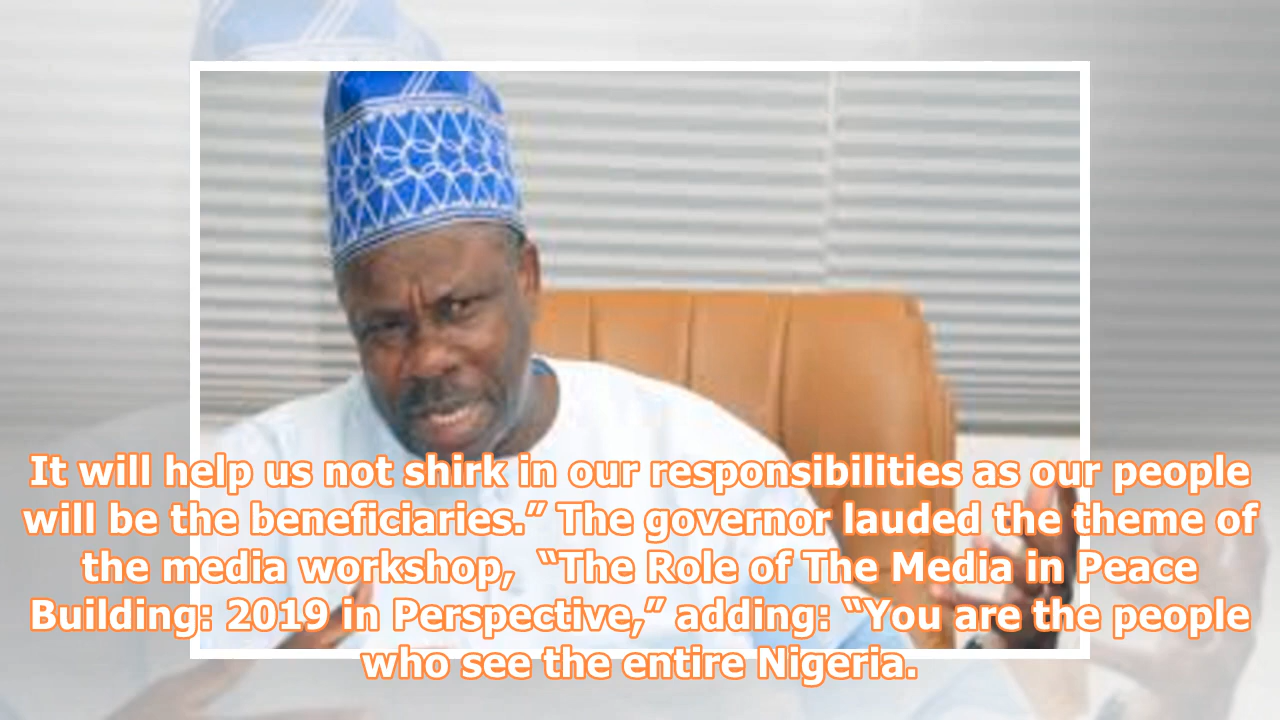 It will help us not shirk in our responsibilities as our people
will be the beneficiaries.” The governor lauded the theme of
the media workshop,  “The Role of The Media in Peace
Building: 2019 in Perspective,” adding: “You are the people
who see the entire Nigeria.